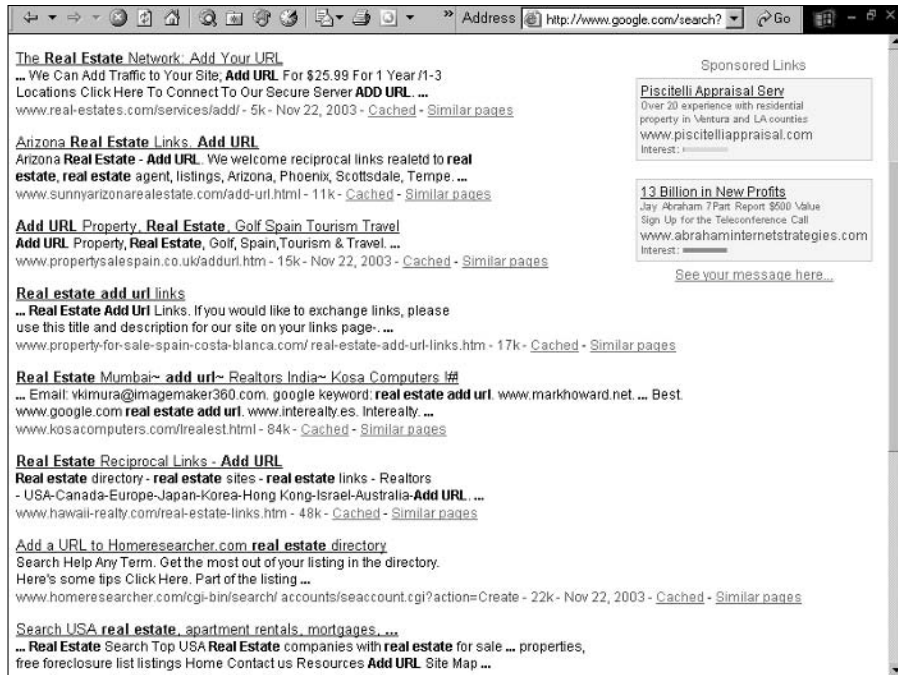 » Address http://www.google.com/search? Go
The Real Estate Network: Add Your URL
... We Can Add Traffic to Your Site; Add URL For $25.99 For 1 Year /1-3
Locations Click Here To Connect To Our Secure Server ADD URL. ...
www.real-estates.com/services/add/ - 5k - Nov 22, 2003 - Cached - Similar pages
Arizona Real Estate Links. Add URL
Arizona Real Estate - Add URL. We welcome reciprocal links realetd to real
estate, real estate agent, listings, Arizona, Phoenix, Scottsdale, Tempe. ...
www.sunnyarizonarealestate.com/add-url.html - 11k - Cached - Similar pages
Add URL Property, Real Estate, Golf Spain Tourism Travel
Add URL Property, Real Estate, Golf, Spain,Tourism & Travel. ...
www.propertysalespain.co.uk/addurl.htm - 15k - Nov 22, 2003 - Cached - Similar pages
Real estate add url links
... Real Estate Add Url Links. If you would like to exchange links, please
use this title and description for our site on your links page-. ...
www.property-for-sale-spain-costa-blanca.com/ real-estate-add-url-links.htm - 17k - Cached - Similar pages
Real Estate Mumbai~ add url~ Realtors India~ Kosa Computers !#
... Email: vkimura@imagemaker360.com. google keyword: real estate add url. www.markhoward.net. ... Best.
www.google.com real estate add url. www.interealty.es. Interealty. ...
www.kosacomputers.com/lrealest.html - 84k - Cached - Similar pages
Real Estate Reciprocal Links - Add URL
Real estate directory - real estate sites - real estate links - Realtors
- USA-Canada-Europe-Japan-Korea-Hong Kong-Israel-Australia-Add URL. ...
www.hawaii-realty.com/real-estate-links.htm - 48k - Cached - Similar pages
Add a URL to Homeresearcher.com real estate directory
Search Help Any Term. Get the most out of your listing in the directory.
Here's some tips Click Here. Part of the listing ...
www.homeresearcher.com/cgi-bin/search/ accounts/seaccount.cgi?action=Create - 22k - Nov 22, 2003 - Cached - Similar pages
Search USA real estate, apartment rentals, mortgages, ...
... Real Estate Search Top USA Real Estate companies with real estate for sale ... properties,
free foreclosure list listings Home Contact us Resources Add URL Site Map ...
Sponsored Links
Piscitelli Appraisal Serv
Over 20 experience with residential
property in Ventura and LA counties
www.piscitelliappraisal.com
Interest:
13 Billion in New Profits
Jay Abraham 7Part Report $500 Value
Sign Up for the Teleconference Call
www.abrahaminternetstrategies.com
Interest:
See your message here...